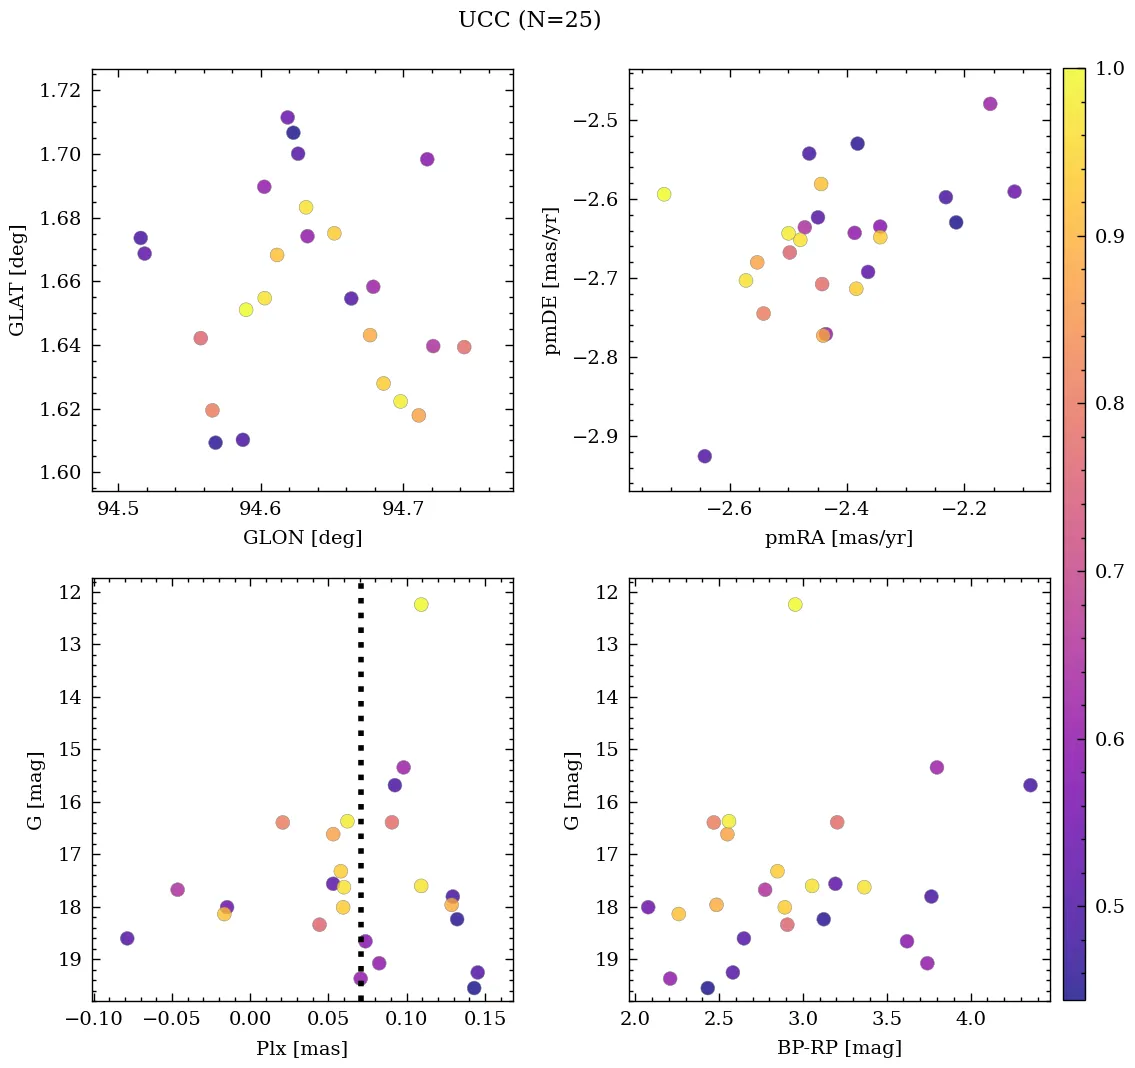 UCC (N=25)
1.72
1.70
1.68
1.66
1.64
1.62
1.60
GLAT [deg]
94.5 94.6 94.7
GLON [deg]
−2.5
−2.6
−2.7
−2.8
−2.9
pmDE [mas/yr]
−2.6 −2.4 −2.2
pmRA [mas/yr]
1.0
0.9
0.8
0.7
0.6
0.5
12
13
14
15
16
17
18
19
G [mag]
−0.10 −0.05 0.00 0.05 0.10 0.15
Plx [mas]
12
13
14
15
16
17
18
19
G [mag]
2.0 2.5 3.0 3.5 4.0
BP-RP [mag]